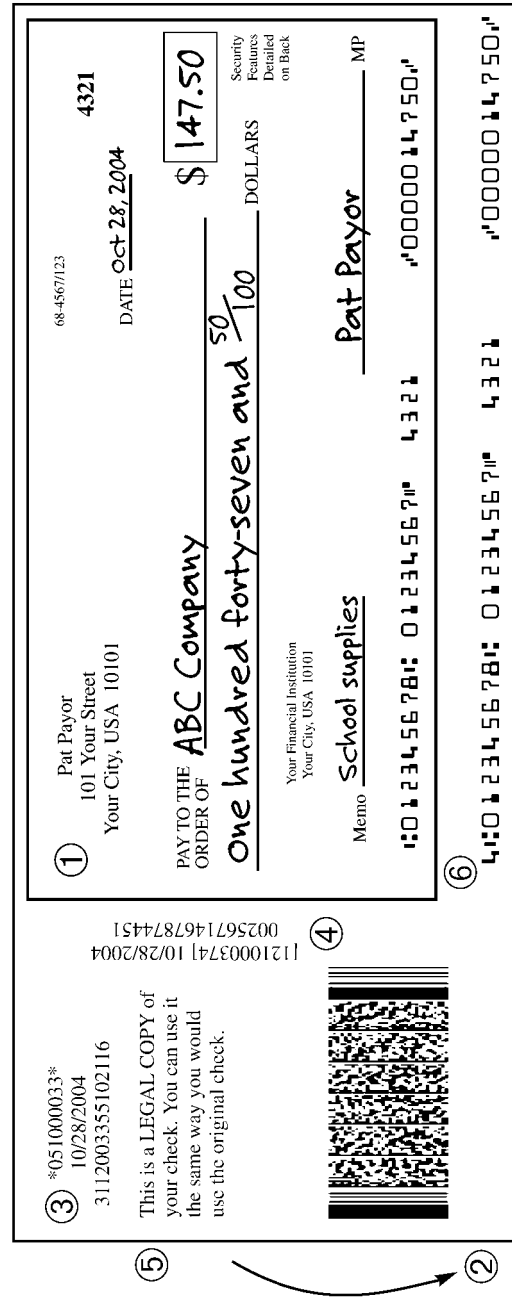 ③ *051000033*
10/28/2004
3112003355102116
This is a LEGAL COPY of
your check. You can use it
the same way you would
use the original check.
[121000374] 10/28/2004
0025671467874451
④
⑤
②
① Pat Payor
101 Your Street
Your City, USA 10101
68-4567/123
4321
DATE Oct 28, 2004
PAY TO THE
ORDER OF ABC Company $ 147.50
One hundred forty-seven and 50/100 DOLLARS
Security
Features
Detailed
on Back
Your Financial Institution
Your City, USA 10101
Memo School supplies Pat Payor MP
⑆012345678⑆ 01234567⑈ 4321 ⑇0000014750⑇
⑥
4⑆012345678⑆ 01234567⑈ 4321 ⑇0000014750⑇